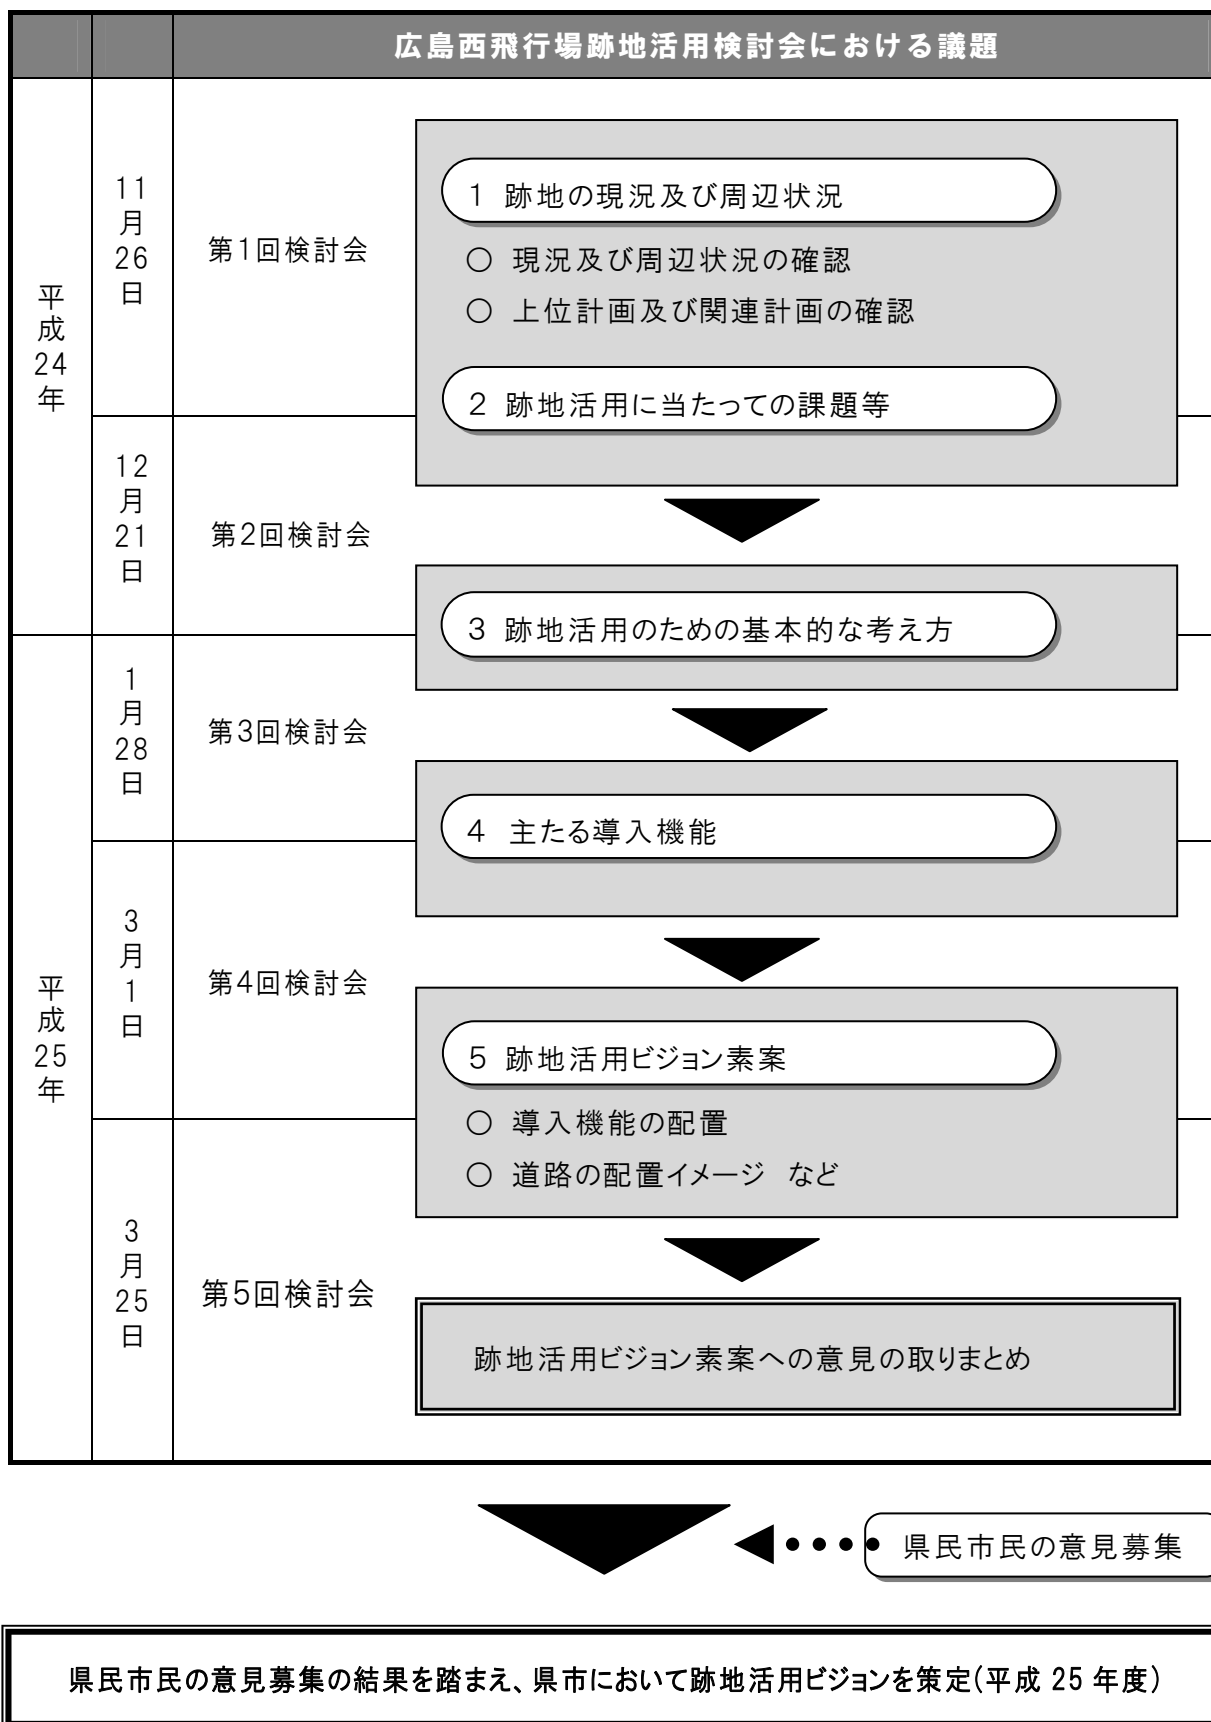 広島西飛行場跡地活用検討会における議題
平成24年
11月26日
第1回検討会
1 跡地の現況及び周辺状況
○ 現況及び周辺状況の確認
○ 上位計画及び関連計画の確認
2 跡地活用に当たっての課題等
12月21日
第2回検討会
3 跡地活用のための基本的な考え方
平成25年
1月28日
第3回検討会
4 主たる導入機能
3月1日
第4回検討会
5 跡地活用ビジョン素案
○ 導入機能の配置
○ 道路の配置イメージ など
3月25日
第5回検討会
跡地活用ビジョン素案への意見の取りまとめ
県民市民の意見募集
県民市民の意見募集の結果を踏まえ、県市において跡地活用ビジョンを策定(平成 25 年度)